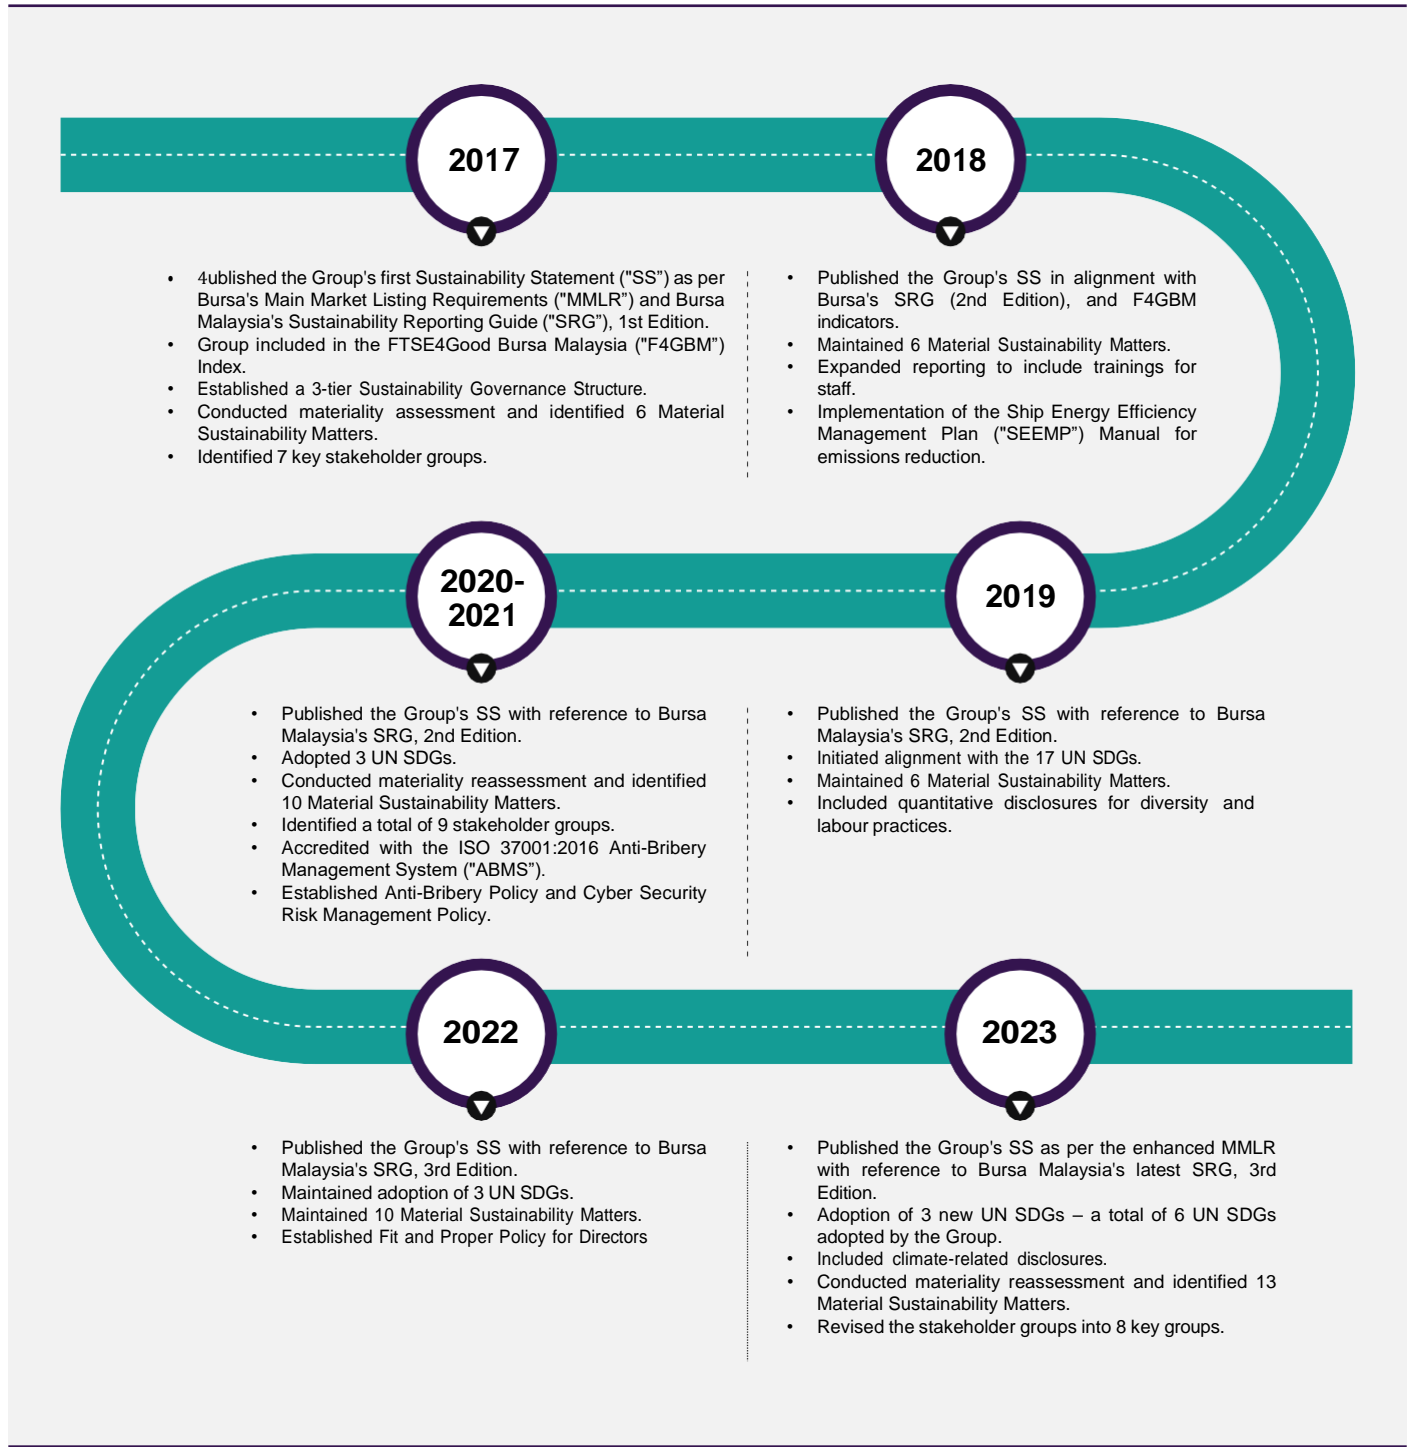 2017
• 4ublished the Group's first Sustainability Statement ("SS”) as per
Bursa's Main Market Listing Requirements ("MMLR”) and Bursa
Malaysia's Sustainability Reporting Guide ("SRG”), 1st Edition.
• Group included in the FTSE4Good Bursa Malaysia ("F4GBM”)
Index.
• Established a 3-tier Sustainability Governance Structure.
• Conducted materiality assessment and identified 6 Material
Sustainability Matters.
• Identified 7 key stakeholder groups.
2018
• Published the Group's SS in alignment with
Bursa's SRG (2nd Edition), and F4GBM
indicators.
• Maintained 6 Material Sustainability Matters.
• Expanded reporting to include trainings for
staff.
• Implementation of the Ship Energy Efficiency
Management Plan ("SEEMP”) Manual for
emissions reduction.
2019
• Published the Group's SS with reference to Bursa
Malaysia's SRG, 2nd Edition.
• Initiated alignment with the 17 UN SDGs.
• Maintained 6 Material Sustainability Matters.
• Included quantitative disclosures for diversity and
labour practices.
2020-
2021
• Published the Group's SS with reference to Bursa
Malaysia's SRG, 2nd Edition.
• Adopted 3 UN SDGs.
• Conducted materiality reassessment and identified
10 Material Sustainability Matters.
• Identified a total of 9 stakeholder groups.
• Accredited with the ISO 37001:2016 Anti-Bribery
Management System ("ABMS”).
• Established Anti-Bribery Policy and Cyber Security
Risk Management Policy.
2022
• Published the Group's SS with reference to Bursa
Malaysia's SRG, 3rd Edition.
• Maintained adoption of 3 UN SDGs.
• Maintained 10 Material Sustainability Matters.
• Established Fit and Proper Policy for Directors
2023
• Published the Group's SS as per the enhanced MMLR
with reference to Bursa Malaysia's latest SRG, 3rd
Edition.
• Adoption of 3 new UN SDGs – a total of 6 UN SDGs
adopted by the Group.
• Included climate-related disclosures.
• Conducted materiality reassessment and identified 13
Material Sustainability Matters.
• Revised the stakeholder groups into 8 key groups.